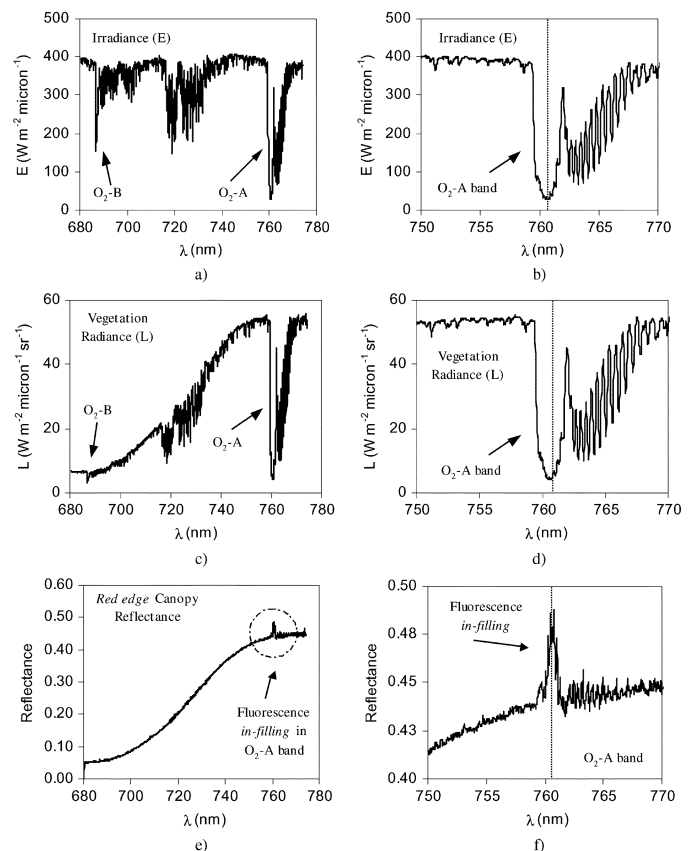 500
400
300
200
100
0
E (W m⁻² micron⁻¹)
Irradiance (E)
O₂-B
O₂-A
680 700 720 740 760 780
λ (nm)
a)
500
400
300
200
100
0
E (W m⁻² micron⁻¹)
Irradiance (E)
O₂-A band
750 755 760 765 770
λ (nm)
b)
60
40
20
0
L (W m⁻² micron⁻¹ sr⁻¹)
Vegetation
Radiance (L)
O₂-B
O₂-A
680 700 720 740 760 780
λ (nm)
c)
60
40
20
0
L (W m⁻² micron⁻¹ sr⁻¹)
Vegetation
Radiance (L)
O₂-A band
750 755 760 765 770
λ (nm)
d)
0.60
0.50
0.40
0.30
0.20
0.10
0.00
Reflectance
Red edge Canopy
Reflectance
Fluorescence
in-filling in
O₂-A band
680 700 720 740 760 780
λ (nm)
e)
0.50
0.48
0.45
0.43
0.40
Reflectance
Fluorescence
in-filling
O₂-A band
750 755 760 765 770
λ (nm)
f)